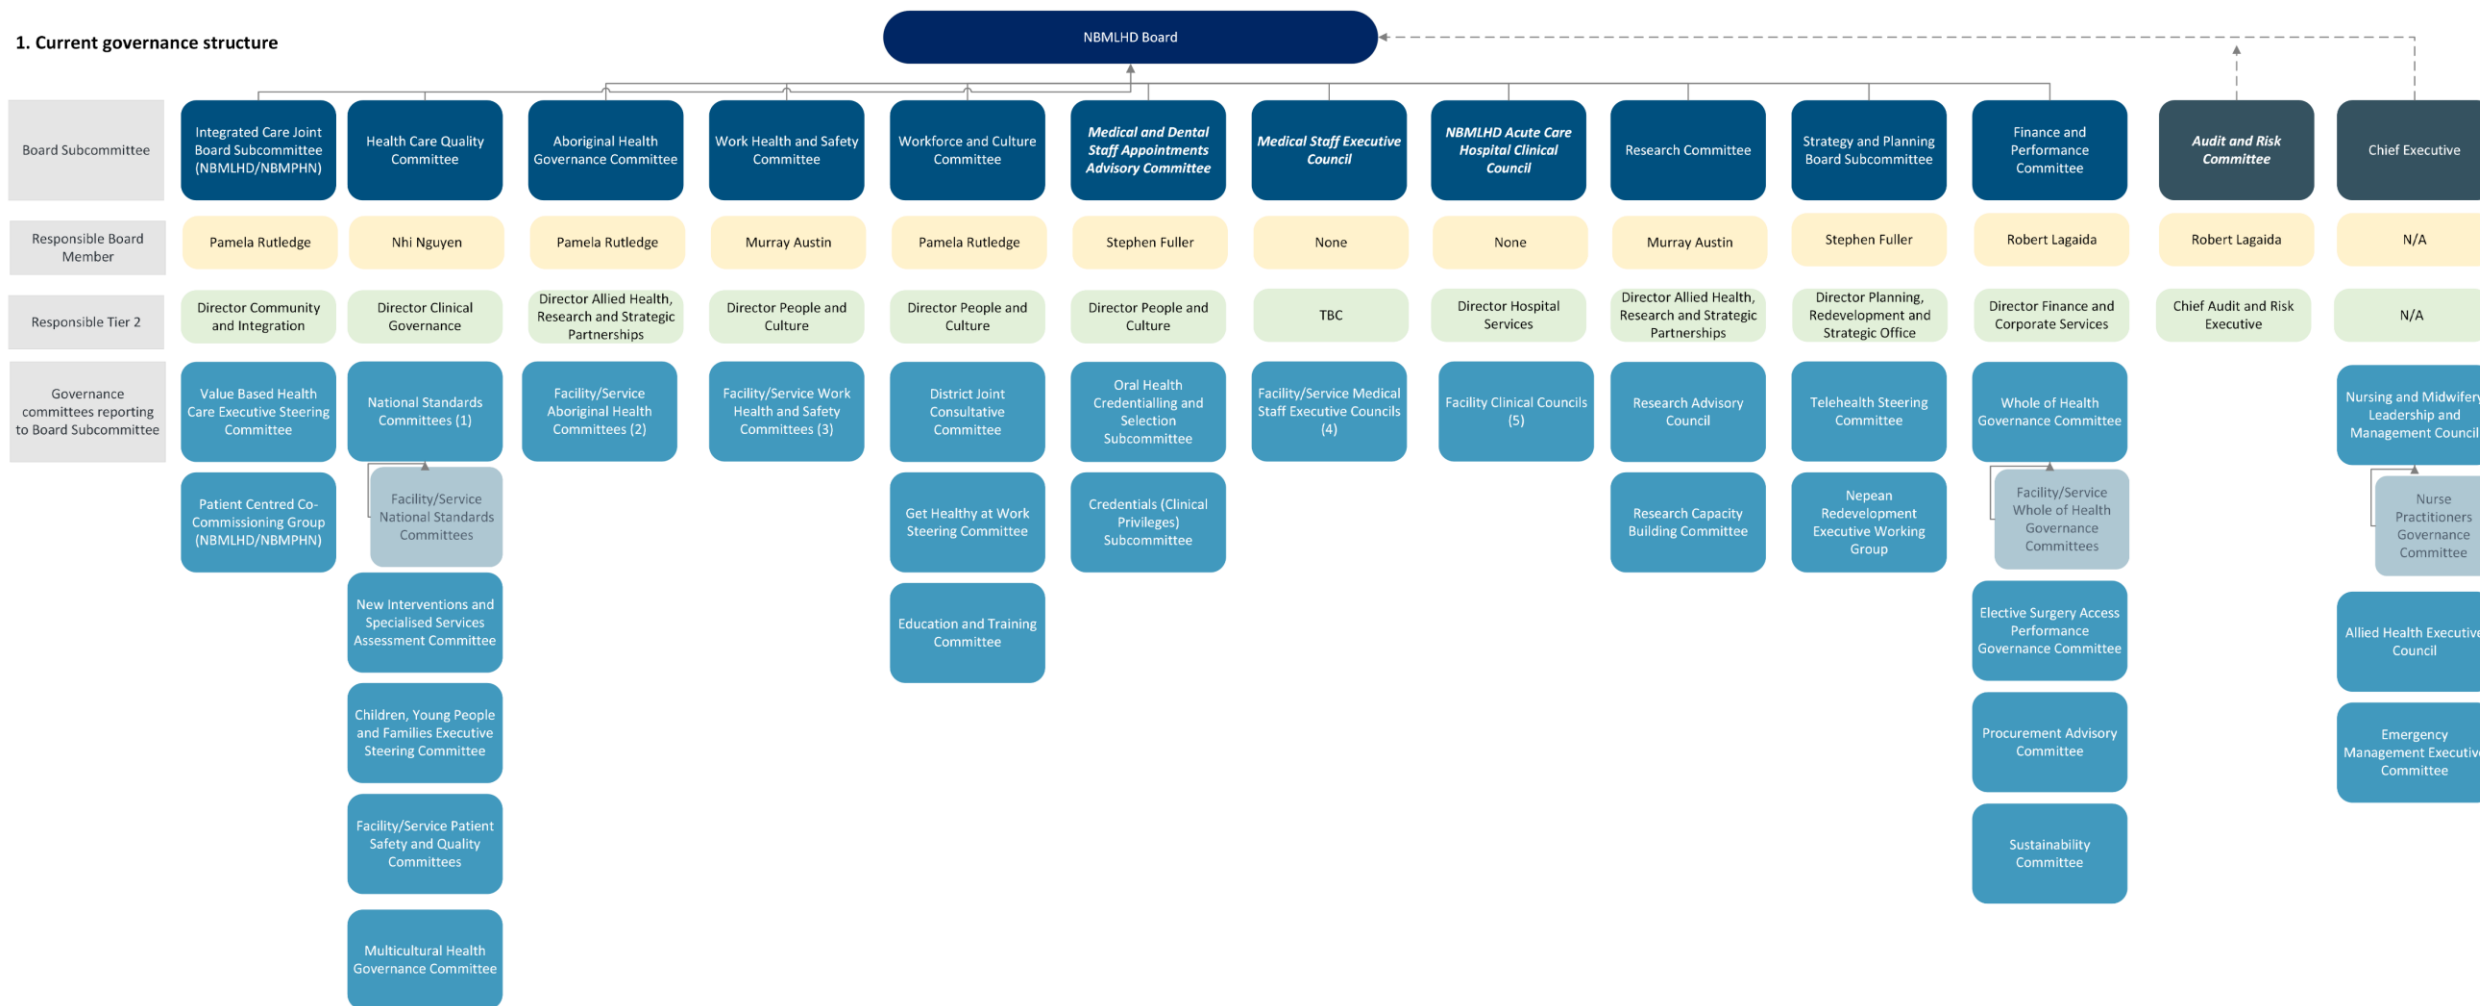 1. Current governance structure
NBMLHD Board
Board Subcommittee
Integrated Care Joint
Board Subcommittee
(NBMLHD/NBMPHN)
Health Care Quality
Committee
Aboriginal Health
Governance Committee
Work Health and Safety
Committee
Workforce and Culture
Committee
Medical and Dental
Staff Appointments
Advisory Committee
Medical Staff Executive
Council
NBMLHD Acute Care
Hospital Clinical
Council
Research Committee
Strategy and Planning
Board Subcommittee
Finance and
Performance
Committee
Audit and Risk
Committee
Chief Executive
Responsible Board
Member
Pamela Rutledge
Nhi Nguyen
Pamela Rutledge
Murray Austin
Pamela Rutledge
Stephen Fuller
None
None
Murray Austin
Stephen Fuller
Robert Lagaida
Robert Lagaida
N/A
Responsible Tier 2
Director Community
and Integration
Director Clinical
Governance
Director Allied Health,
Research and Strategic
Partnerships
Director People and
Culture
Director People and
Culture
Director People and
Culture
TBC
Director Hospital
Services
Director Allied Health,
Research and Strategic
Partnerships
Director Planning,
Redevelopment and
Strategic Office
Director Finance and
Corporate Services
Chief Audit and Risk
Executive
N/A
Governance
committees reporting
to Board Subcommittee
Value Based Health
Care Executive Steering
Committee
National Standards
Committees (1)
Facility/Service
Aboriginal Health
Committees (2)
Facility/Service Work
Health and Safety
Committees (3)
District Joint
Consultative
Committee
Oral Health
Credentialling and
Selection
Subcommittee
Facility/Service Medical
Staff Executive Councils
(4)
Facility Clinical Councils
(5)
Research Advisory
Council
Telehealth Steering
Committee
Whole of Health
Governance Committee
Nursing and Midwifery
Leadership and
Management Council
Patient Centred Co-
Commissioning Group
(NBMLHD/NBMPHN)
Facility/Service
National Standards
Committees
Get Healthy at Work
Steering Committee
Credentials (Clinical
Privileges)
Subcommittee
Research Capacity
Building Committee
Nepean
Redevelopment
Executive Working
Group
Facility/Service
Whole of Health
Governance
Committees
Nurse
Practitioners
Governance
Committee
New Interventions and
Specialised Services
Assessment Committee
Education and Training
Committee
Elective Surgery Access
Performance
Governance Committee
Allied Health Executive
Council
Children, Young People
and Families Executive
Steering Committee
Procurement Advisory
Committee
Emergency
Management Executive
Committee
Facility/Service Patient
Safety and Quality
Committees
Sustainability
Committee
Multicultural Health
Governance Committee